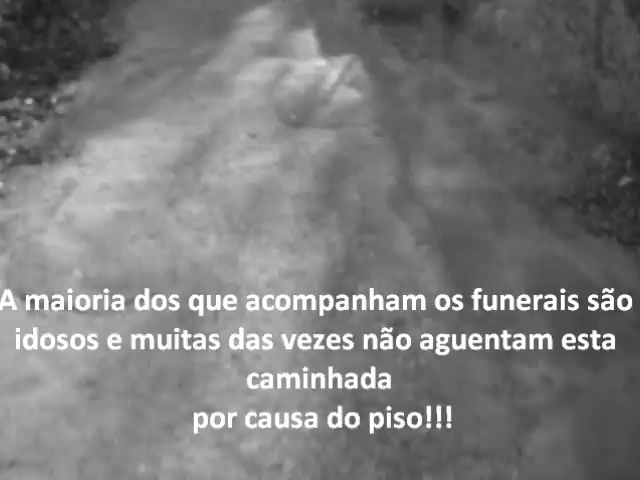 A maioria dos que acompanham os funerais são
idosos e muitas das vezes não aguentam esta
caminhada
por causa do piso!!!